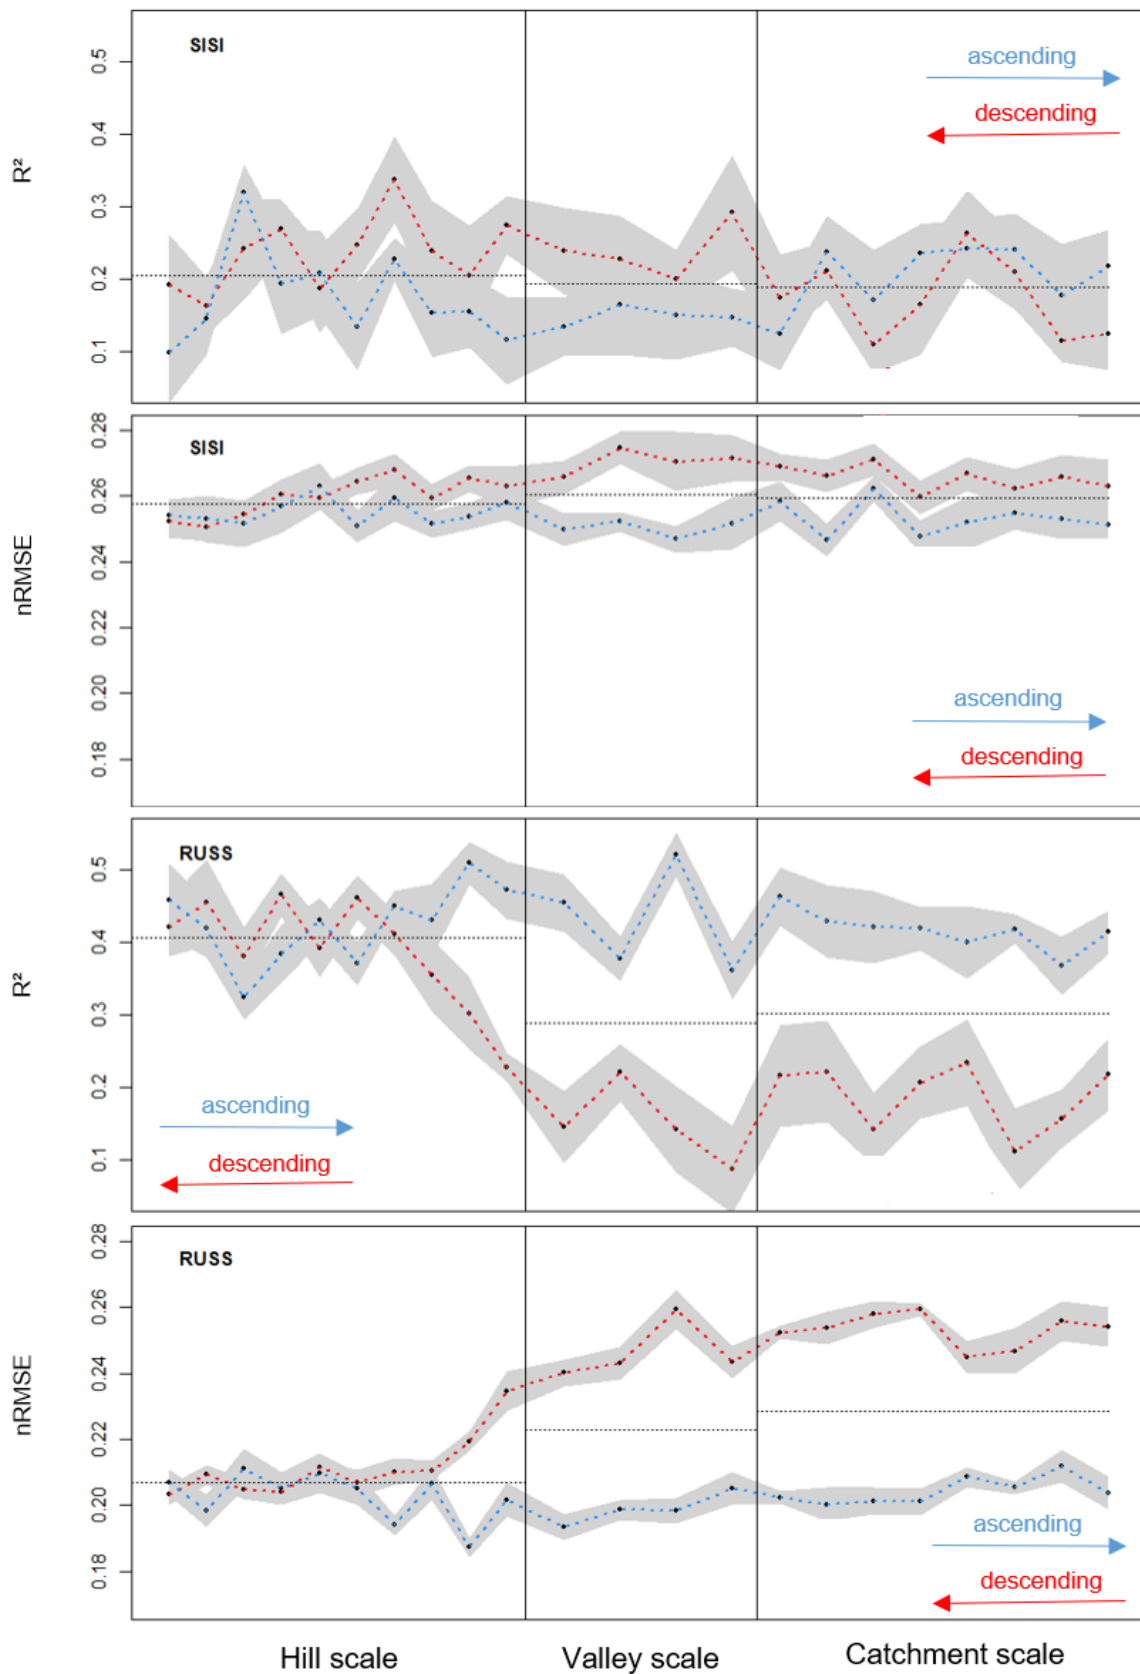 SISI
ascending
descending
R²
0.5
0.4
0.3
0.2
0.1
SISI
ascending
descending
nRMSE
0.28
0.26
0.24
0.22
0.20
0.18
RUSS
ascending
descending
R²
0.5
0.4
0.3
0.2
0.1
RUSS
ascending
descending
nRMSE
0.28
0.26
0.24
0.22
0.20
0.18
Hill scale Valley scale Catchment scale